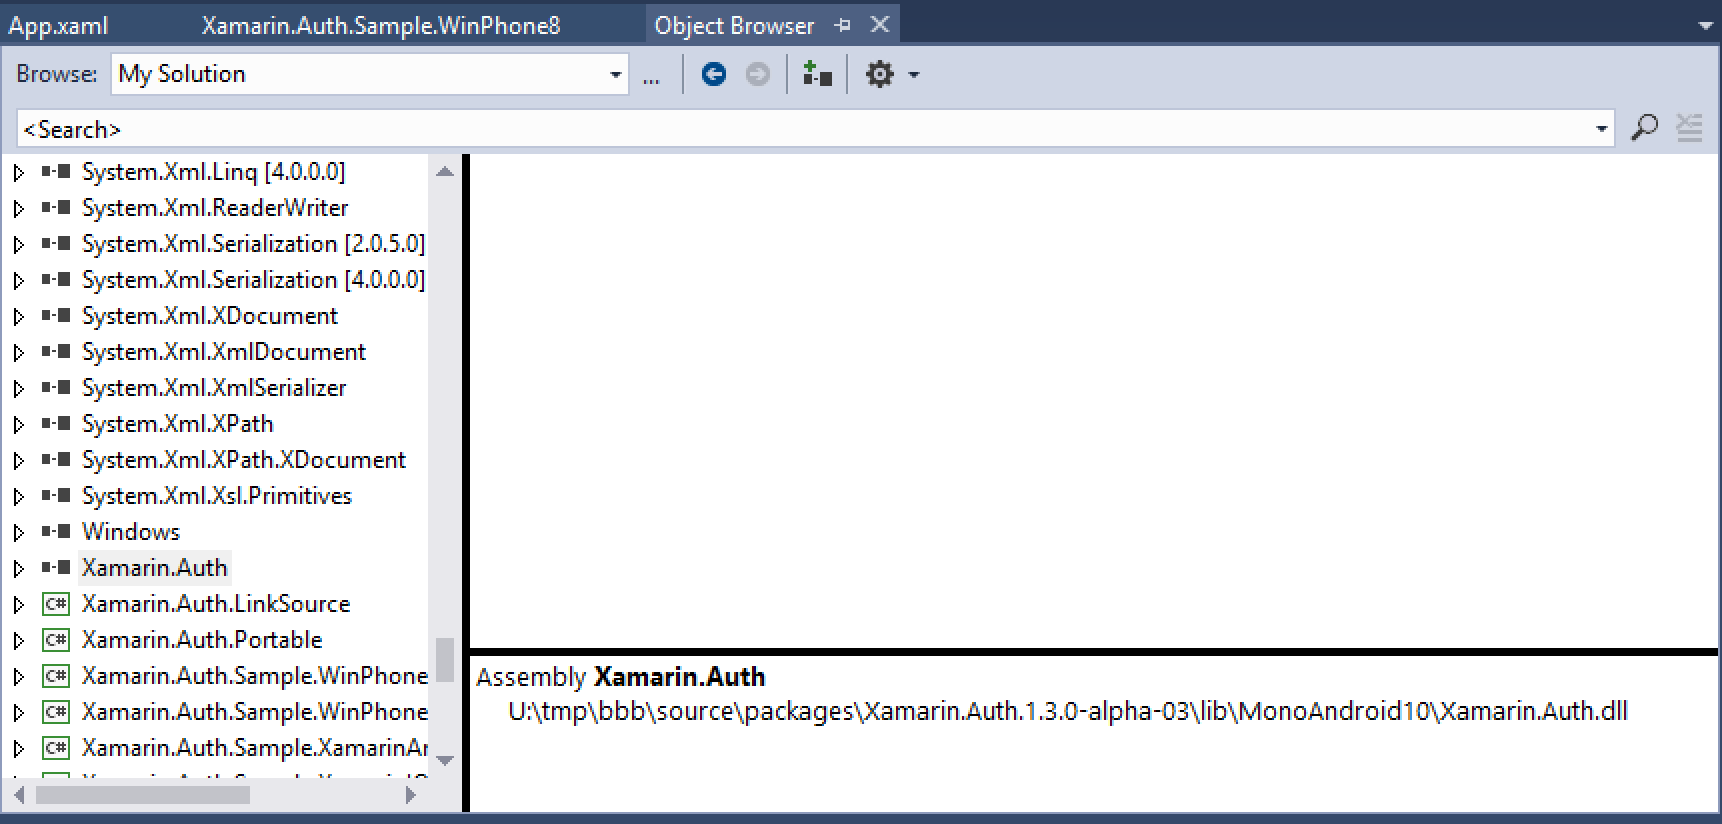 App.xaml Xamarin.Auth.Sample.WinPhone8 Object Browser
Browse: My Solution ...
<Search>
System.Xml.Linq [4.0.0.0]
System.Xml.ReaderWriter
System.Xml.Serialization [2.0.5.0]
System.Xml.Serialization [4.0.0.0]
System.Xml.XDocument
System.Xml.XmlDocument
System.Xml.XmlSerializer
System.Xml.XPath
System.Xml.XPath.XDocument
System.Xml.Xsl.Primitives
Windows
Xamarin.Auth
C# Xamarin.Auth.LinkSource
C# Xamarin.Auth.Portable
C# Xamarin.Auth.Sample.WinPhone
C# Xamarin.Auth.Sample.WinPhone
C# Xamarin.Auth.Sample.XamarinAn
Assembly Xamarin.Auth
U:\tmp\bbb\source\packages\Xamarin.Auth.1.3.0-alpha-03\lib\MonoAndroid10\Xamarin.Auth.dll